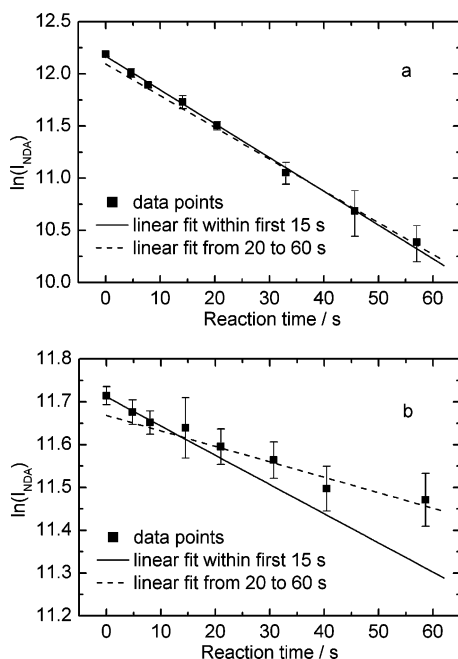 12.5
12.0
11.5
11.0
10.5
10.0
ln(I_NDA)
a
data points
linear fit within first 15 s
linear fit from 20 to 60 s
0 10 20 30 40 50 60
Reaction time / s
11.8
11.7
11.6
11.5
11.4
11.3
11.2
ln(I_NDA)
b
data points
linear fit within first 15 s
linear fit from 20 to 60 s
0 10 20 30 40 50 60
Reaction time / s